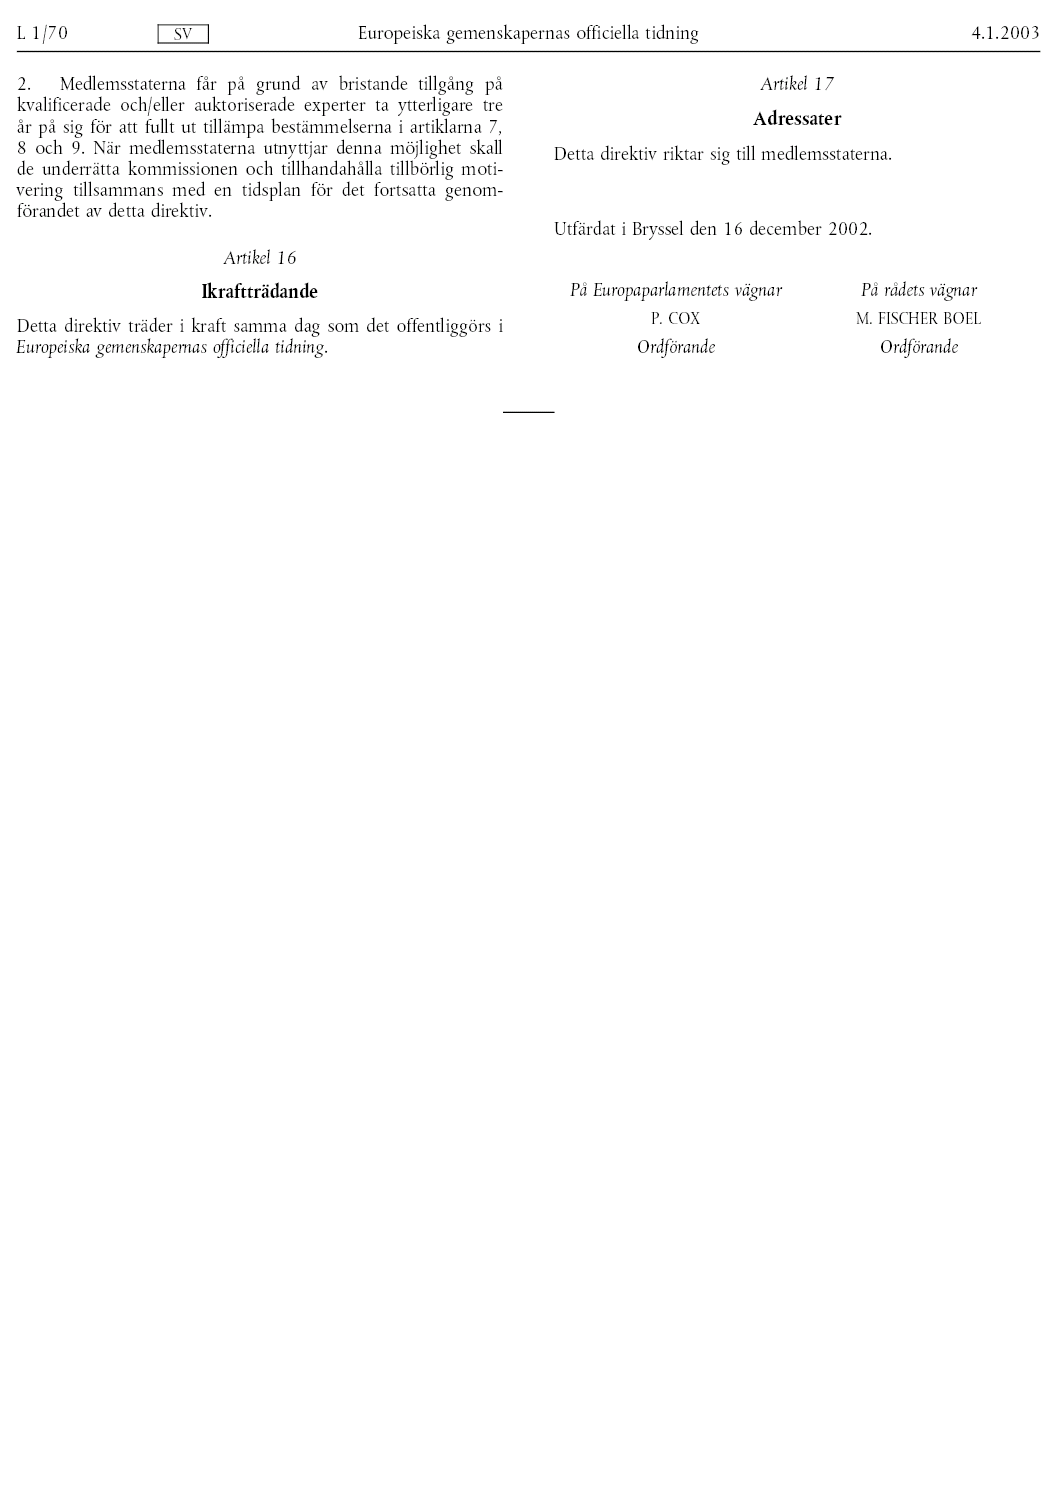 L 1/70 SV Europeiska gemenskapernas officiella tidning 4.1.2003
2. Medlemsstaterna får på grund av bristande tillgång på
kvalificerade och/eller auktoriserade experter ta ytterligare tre
år på sig för att fullt ut tillämpa bestämmelserna i artiklarna 7,
8 och 9. När medlemsstaterna utnyttjar denna möjlighet skall
de underrätta kommissionen och tillhandahålla tillbörlig moti-
vering tillsammans med en tidsplan för det fortsatta genom-
förandet av detta direktiv.
Artikel 16
Ikraftträdande
Detta direktiv träder i kraft samma dag som det offentliggörs i
Europeiska gemenskapernas officiella tidning.
Artikel 17
Adressater
Detta direktiv riktar sig till medlemsstaterna.
Utfärdat i Bryssel den 16 december 2002.
På Europaparlamentets vägnar
P. COX
Ordförande
På rådets vägnar
M. FISCHER BOEL
Ordförande